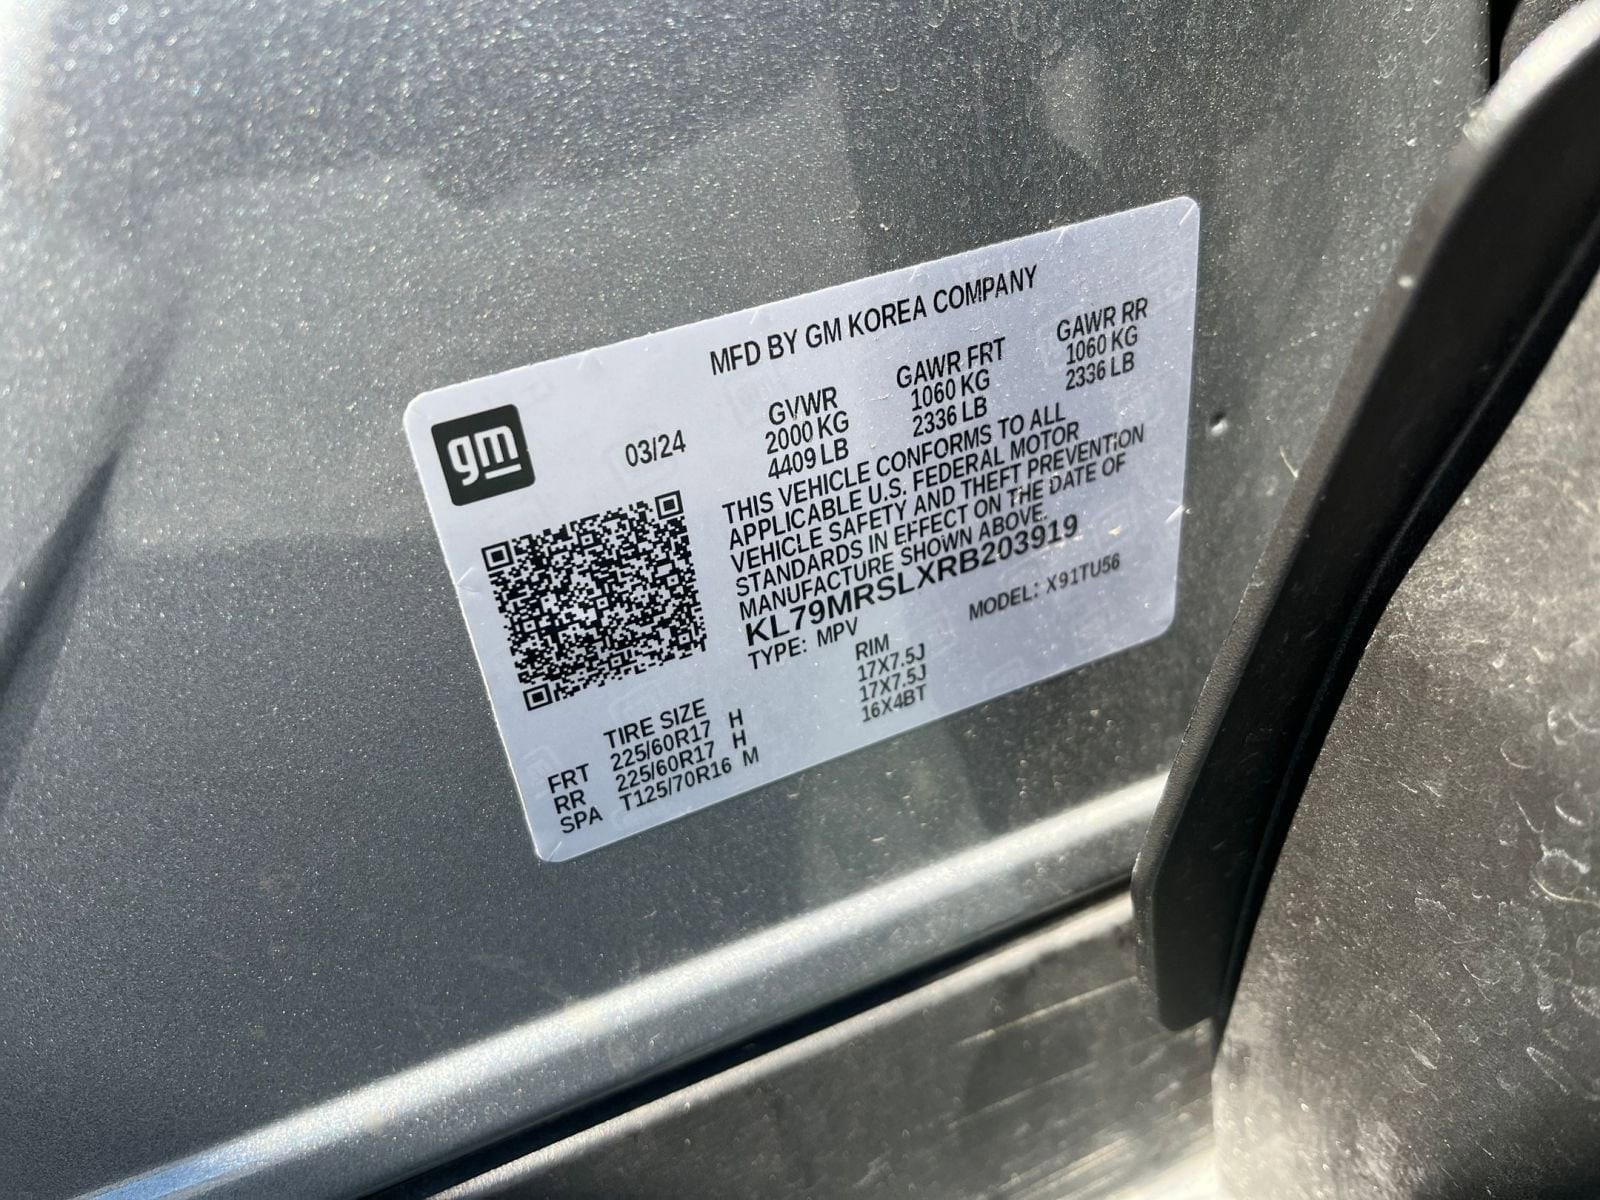 MFD BY GM KOREA COMPANY
gm
03/24
GVWR GAWR FRT GAWR RR
2000 KG 1060 KG 1060 KG
4409 LB 2336 LB 2336 LB
THIS VEHICLE CONFORMS TO ALL
APPLICABLE U.S. FEDERAL MOTOR
VEHICLE SAFETY AND THEFT PREVENTION
STANDARDS IN EFFECT ON THE DATE OF
MANUFACTURE SHOWN ABOVE.
KL79MRSLXRB203919
TYPE: MPV MODEL: X91TU56
TIRE SIZE RIM
FRT 225/60R17 H 17X7.5J
RR 225/60R17 H 17X7.5J
SPA T125/70R16 M 16X4BT